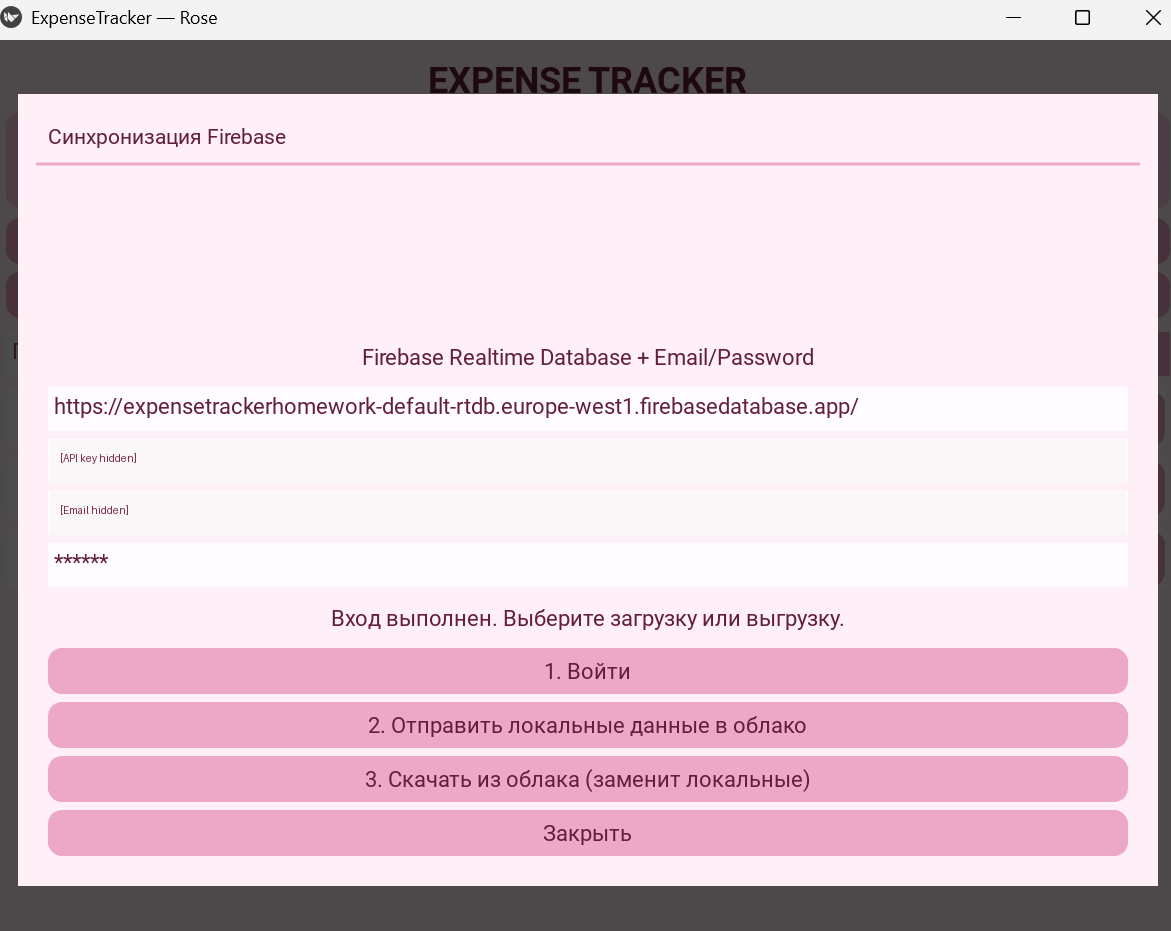 ExpenseTracker — Rose
EXPENSE TRACKER
Синхронизация Firebase
Firebase Realtime Database + Email/Password
https://expensetrackerhomework-default-rtdb.europe-west1.firebasedatabase.app/
[API key hidden]
[Email hidden]
******
Вход выполнен. Выберите загрузку или выгрузку.
1. Войти
2. Отправить локальные данные в облако
3. Скачать из облака (заменит локальные)
Закрыть